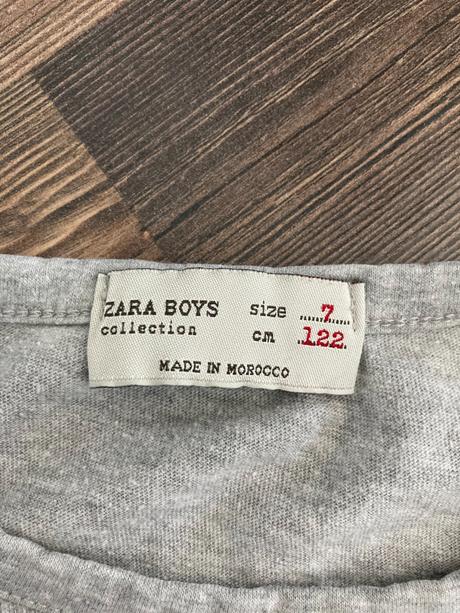 ZARA BOYS size 7
collection cm 122
MADE IN MOROCCO